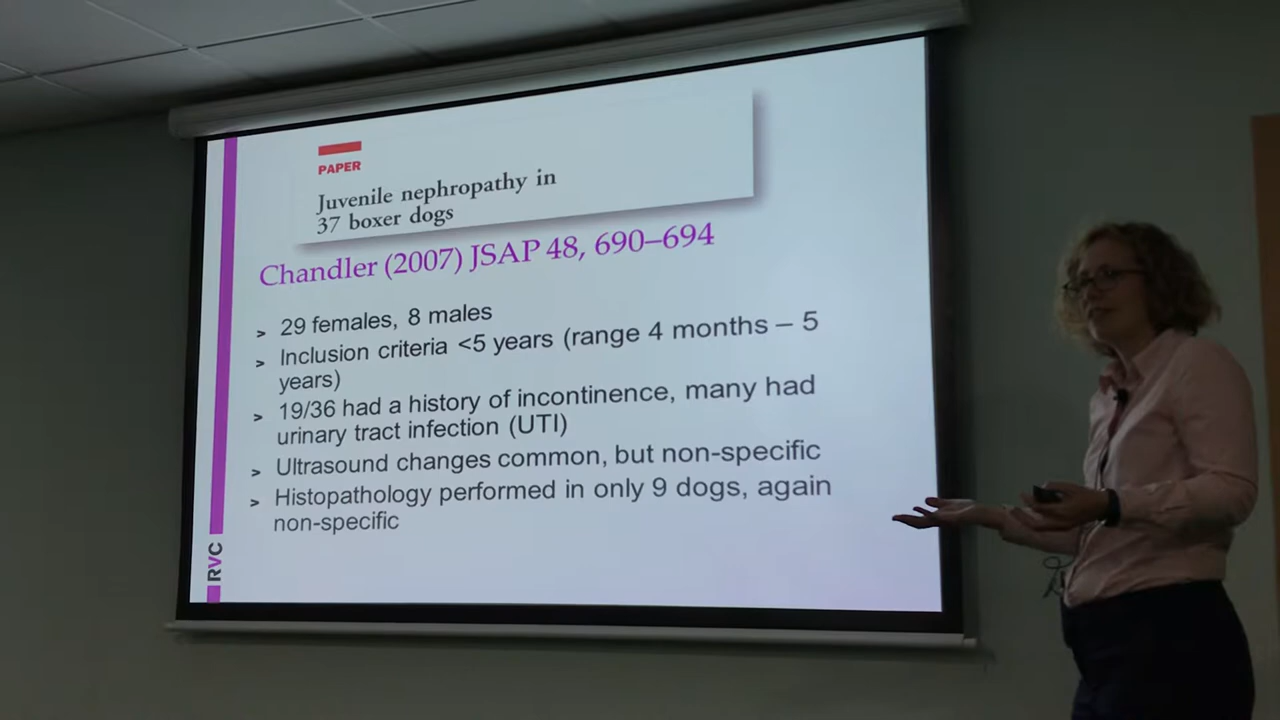 PAPER
Juvenile nephropathy in
37 boxer dogs
Chandler (2007) JSAP 48, 690–694
➢ 29 females, 8 males
➢ Inclusion criteria <5 years (range 4 months – 5
years)
➢ 19/36 had a history of incontinence, many had
urinary tract infection (UTI)
➢ Ultrasound changes common, but non-specific
➢ Histopathology performed in only 9 dogs, again
non-specific
RVC